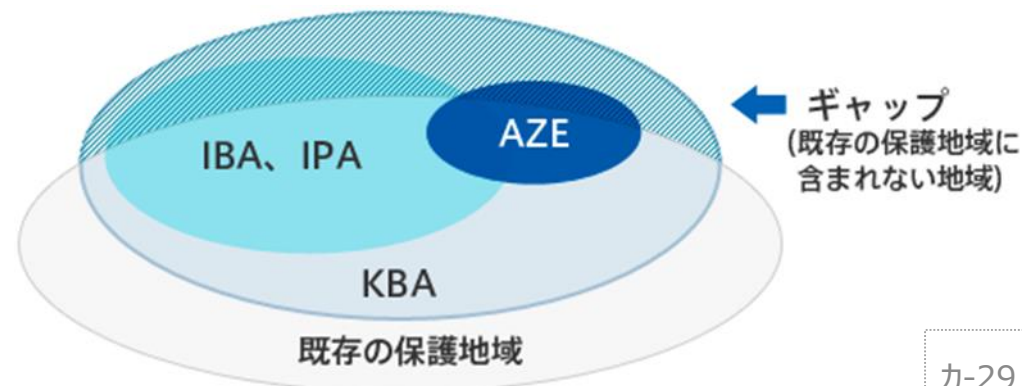 ギャップ
(既存の保護地域に
含まれない地域)
IBA、IPA
AZE
KBA
既存の保護地域
カ-29